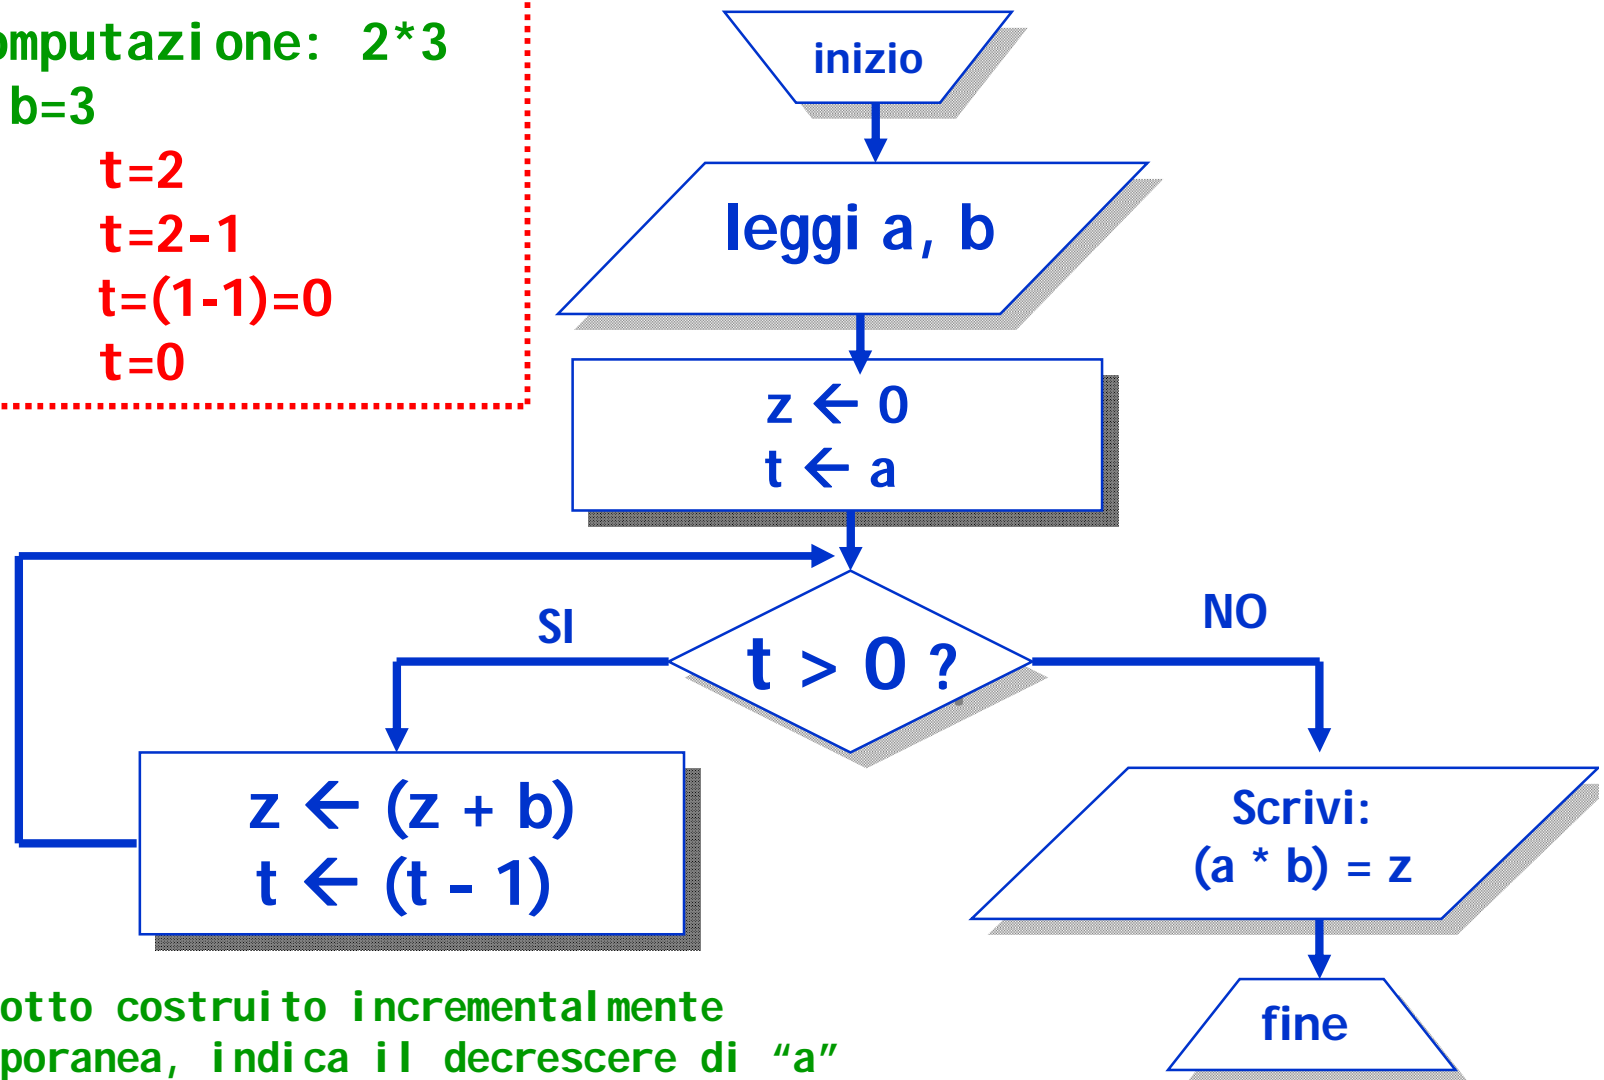 omputazione: 2*3
b=3
t=2
t=2-1
t=(1-1)=0
t=0
inizio
leggi a, b
z ← 0
t ← a
SI
t > 0 ?
NO
z ← (z + b)
t ← (t - 1)
Scrivi:
(a * b) = z
fine
otto costruito incrementalmente
poranea, indica il decrescere di “a”